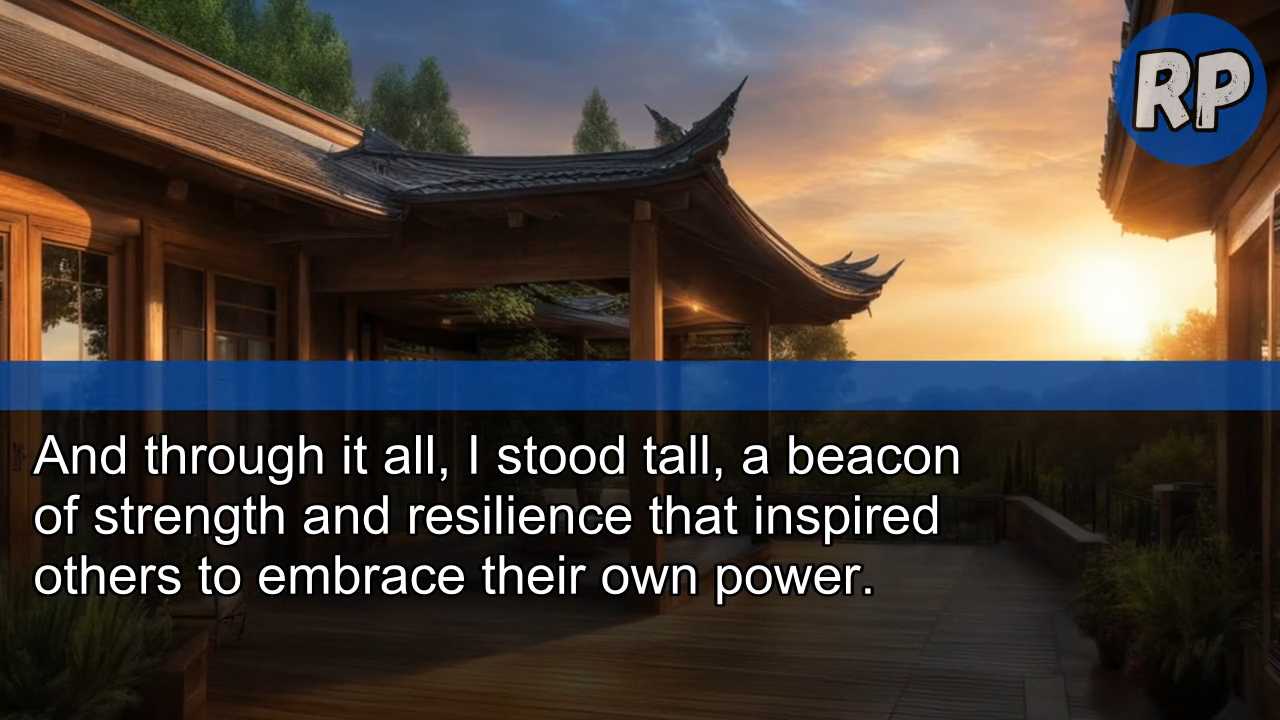 RP
And through it all, I stood tall, a beacon
of strength and resilience that inspired
others to embrace their own power.